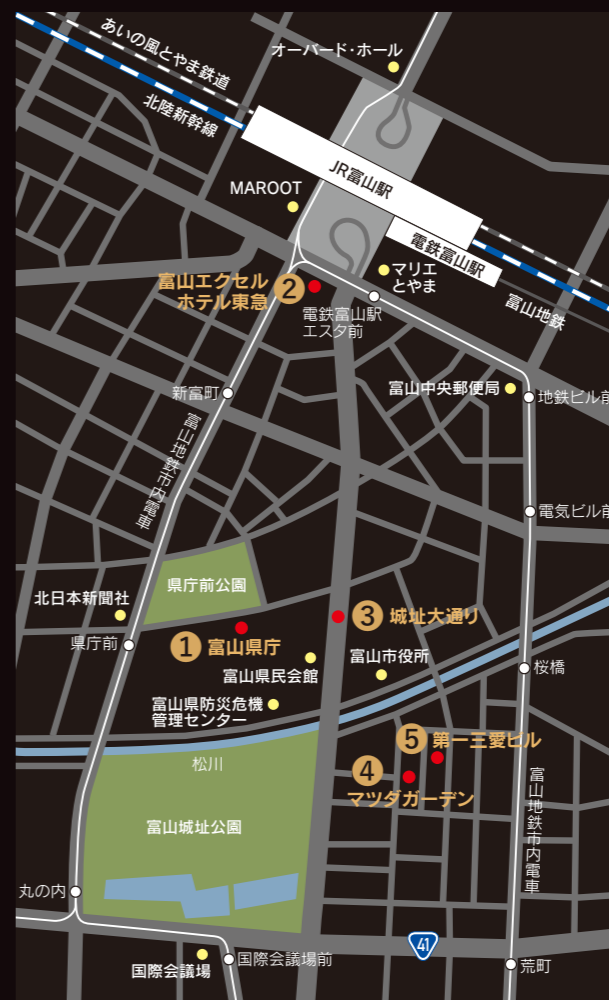 オーバード・ホール
あいの風とやま鉄道
北陸新幹線
JR富山駅
MAROOT
電鉄富山駅
マリエ
とやま
富山地鉄
富山エクセル
ホテル東急
2
電鉄富山駅
エスタ前
新富町
富山中央郵便局
地鉄ビル前
富山地鉄市内電車
電気ビル前
県庁前公園
北日本新聞社
3 城址大通り
県庁前
1 富山県庁
富山市役所
富山県民会館
桜橋
富山県防災危機
管理センター
5 第一三愛ビル
松川
4
マツダガーデン
富山地鉄市内電車
富山城址公園
丸の内
41
国際会議場
国際会議場前
荒町